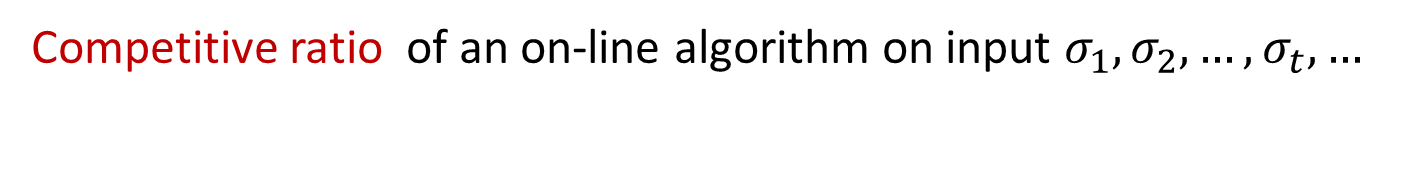 Competitive ratio of an on-line algorithm on input σ₁, σ₂, … , σₜ, …